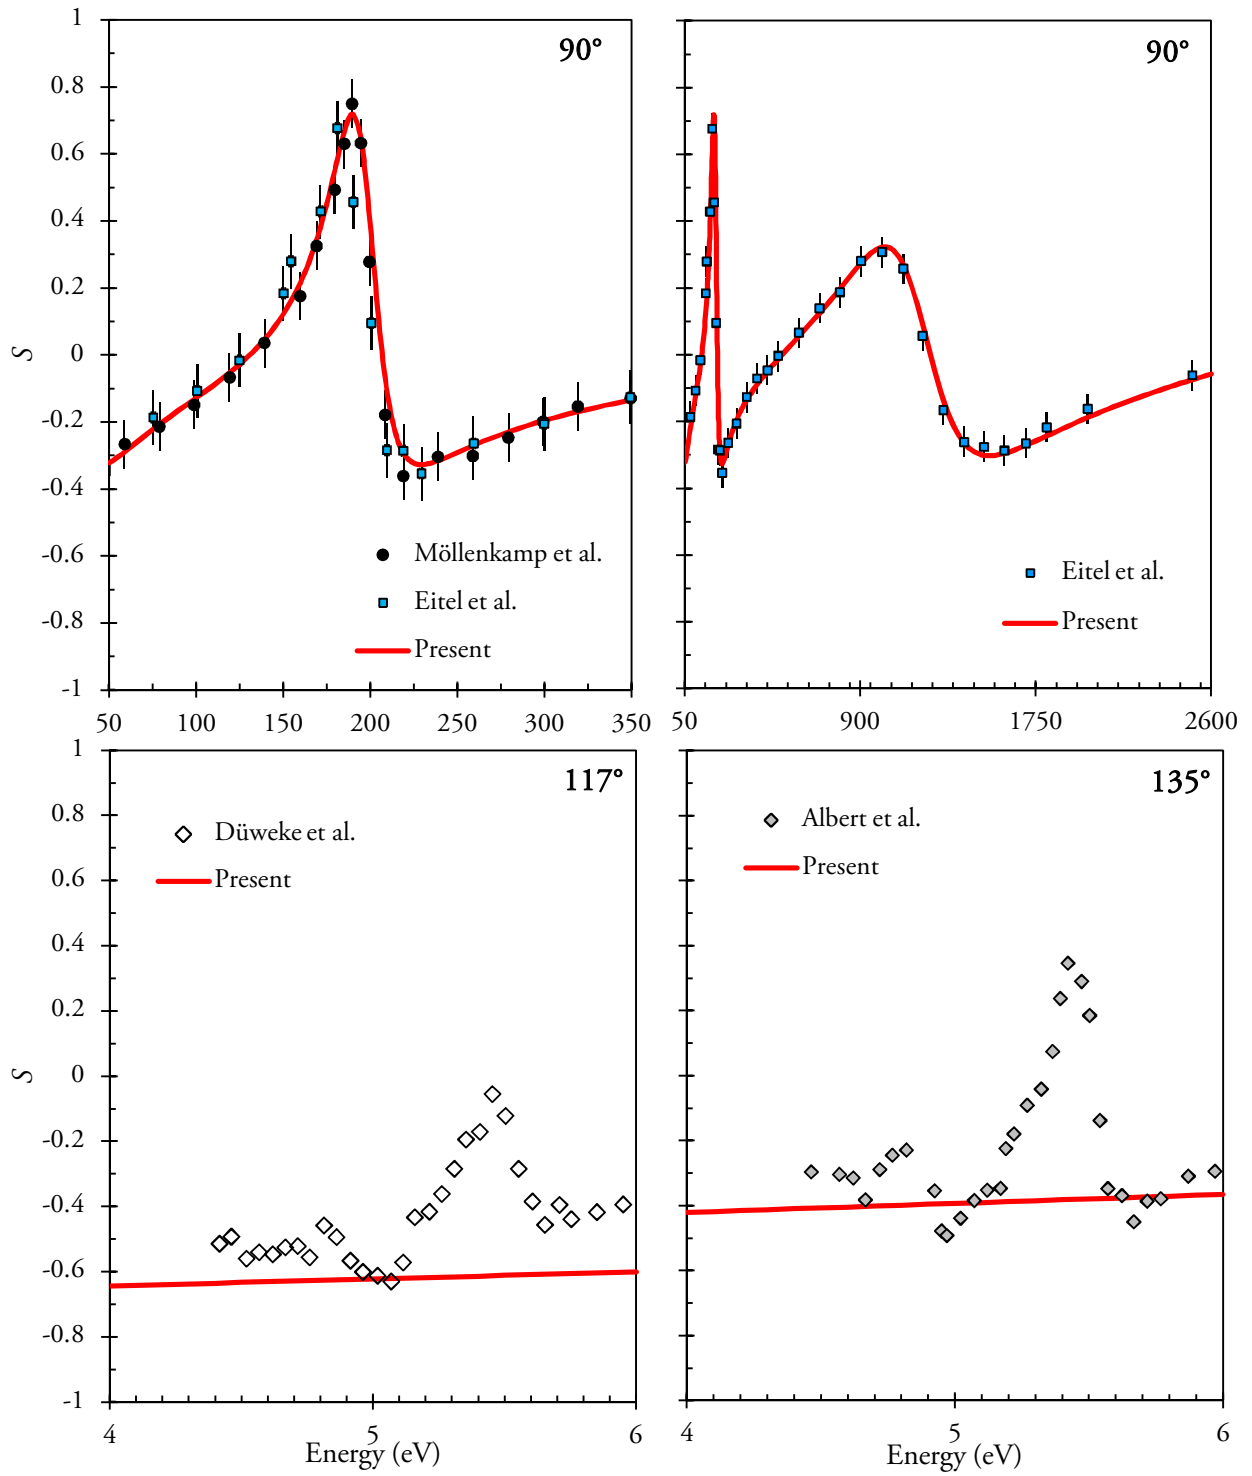 1
0.8
0.6
0.4
0.2
0
-0.2
-0.4
-0.6
-0.8
-1
S
90°
Möllenkamp et al.
Eitel et al.
Present
50 100 150 200 250 300 350
90°
Eitel et al.
Present
50 900 1750 2600
1
0.8
0.6
0.4
0.2
0
-0.2
-0.4
-0.6
-0.8
-1
S
117°
Düweke et al.
Present
4 5 6
Energy (eV)
135°
Albert et al.
Present
4 5 6
Energy (eV)